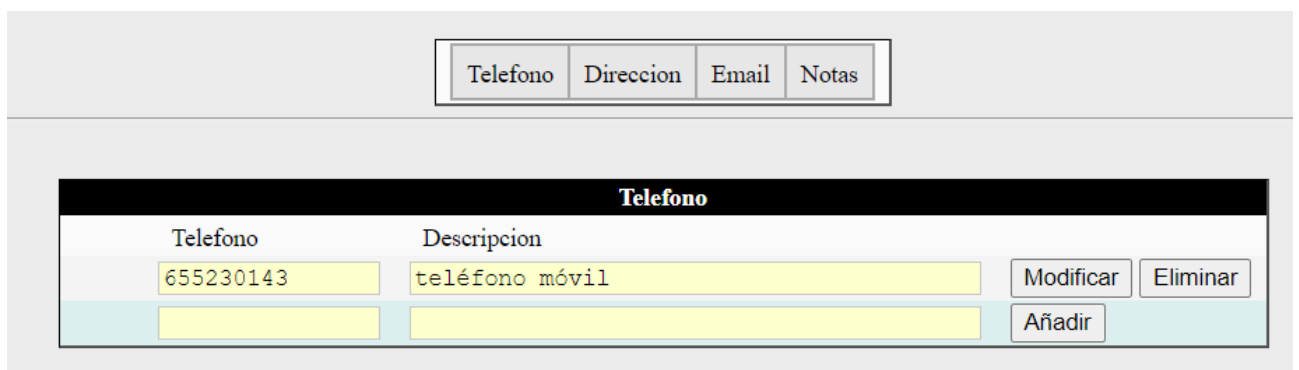 Telefono Direccion Email Notas
Telefono
Telefono Descripcion
655230143 teléfono móvil Modificar Eliminar
Añadir